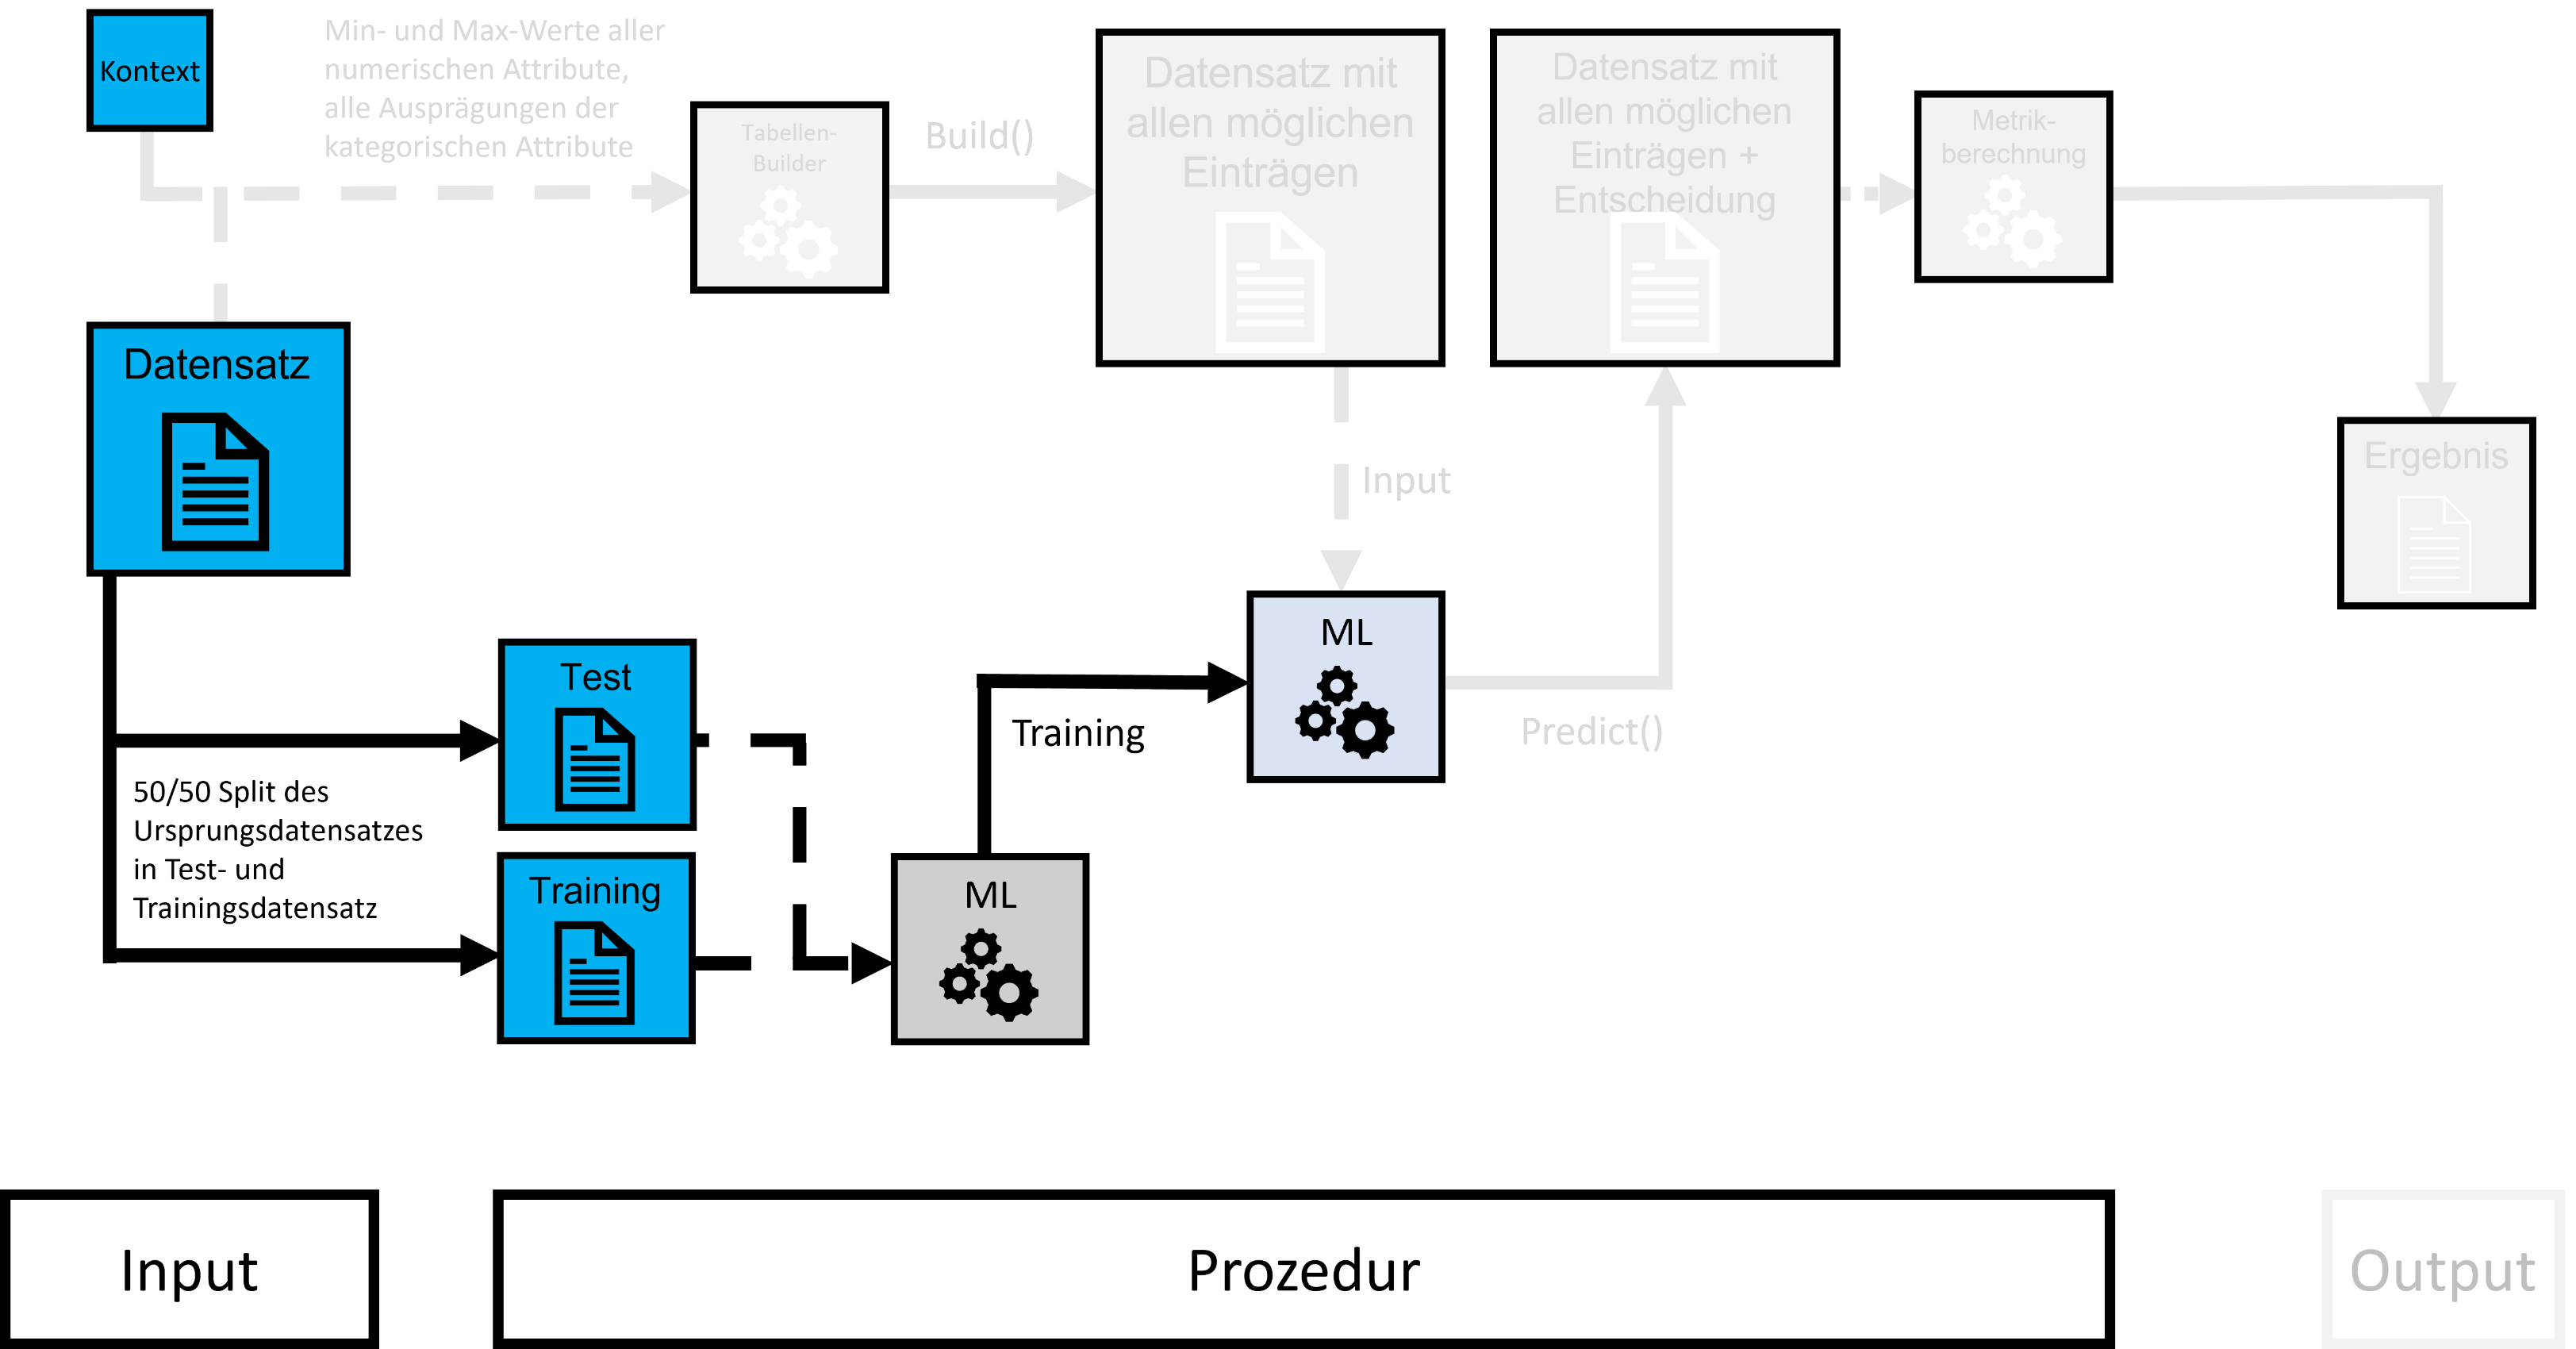 Kontext
Min- und Max-Werte aller
numerischen Attribute,
alle Ausprägungen der
kategorischen Attribute
Tabellen-
Builder
Build()
Datensatz mit
allen möglichen
Einträgen
Datensatz mit
allen möglichen
Einträgen +
Entscheidung
Metrik-
berechnung
Datensatz
Input
Ergebnis
Test
ML
Training
Predict()
50/50 Split des
Ursprungsdatensatzes
in Test- und
Trainingsdatensatz
Training
ML
Input
Prozedur
Output